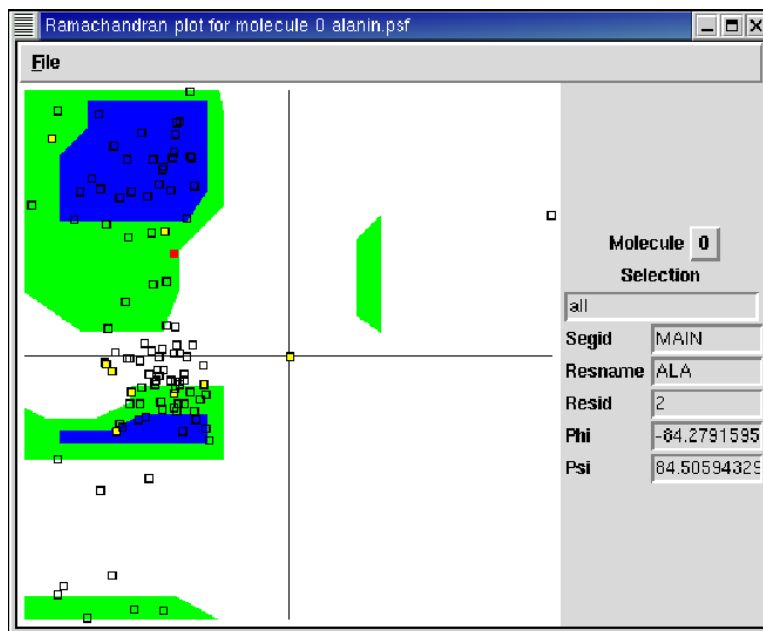 Ramachandran plot for molecule 0 alanin.psf
File
Molecule 0
Selection
all
Segid MAIN
Resname ALA
Resid 2
Phi -84.2791595
Psi 84.50594329